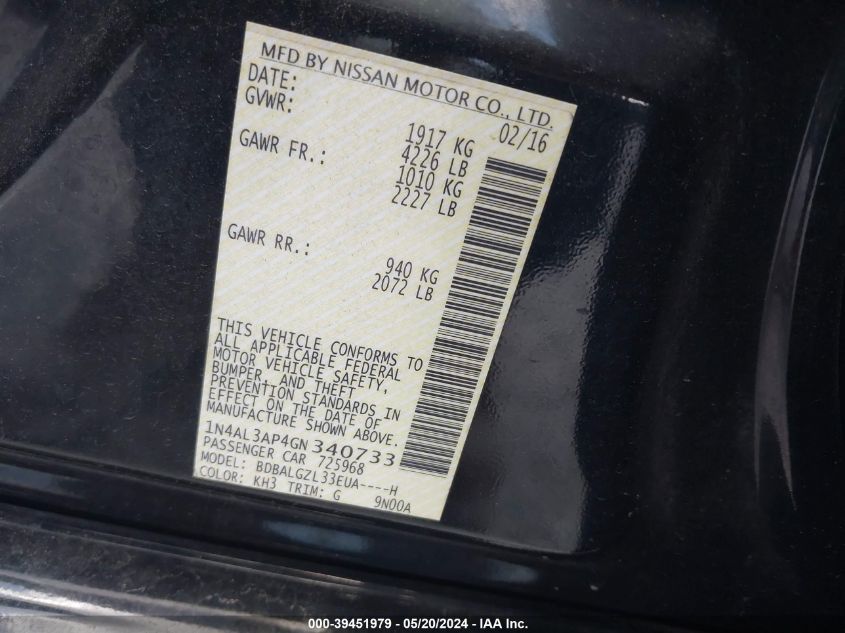 MFD BY NISSAN MOTOR CO., LTD.
DATE: 02/16
GVWR: 1917 KG
4226 LB
GAWR FR.: 1010 KG
2227 LB
GAWR RR.: 940 KG
2072 LB
THIS VEHICLE CONFORMS TO
ALL APPLICABLE FEDERAL
MOTOR VEHICLE SAFETY,
BUMPER, AND THEFT
PREVENTION STANDARDS IN
EFFECT ON THE DATE OF
MANUFACTURE SHOWN ABOVE.
1N4AL3AP4GN340733
PASSENGER CAR 725968
MODEL: BDBALGZL33EUA----H
COLOR: KH3 TRIM: G 9N00A
000-39451979 — 05/20/2024 - IAA Inc.